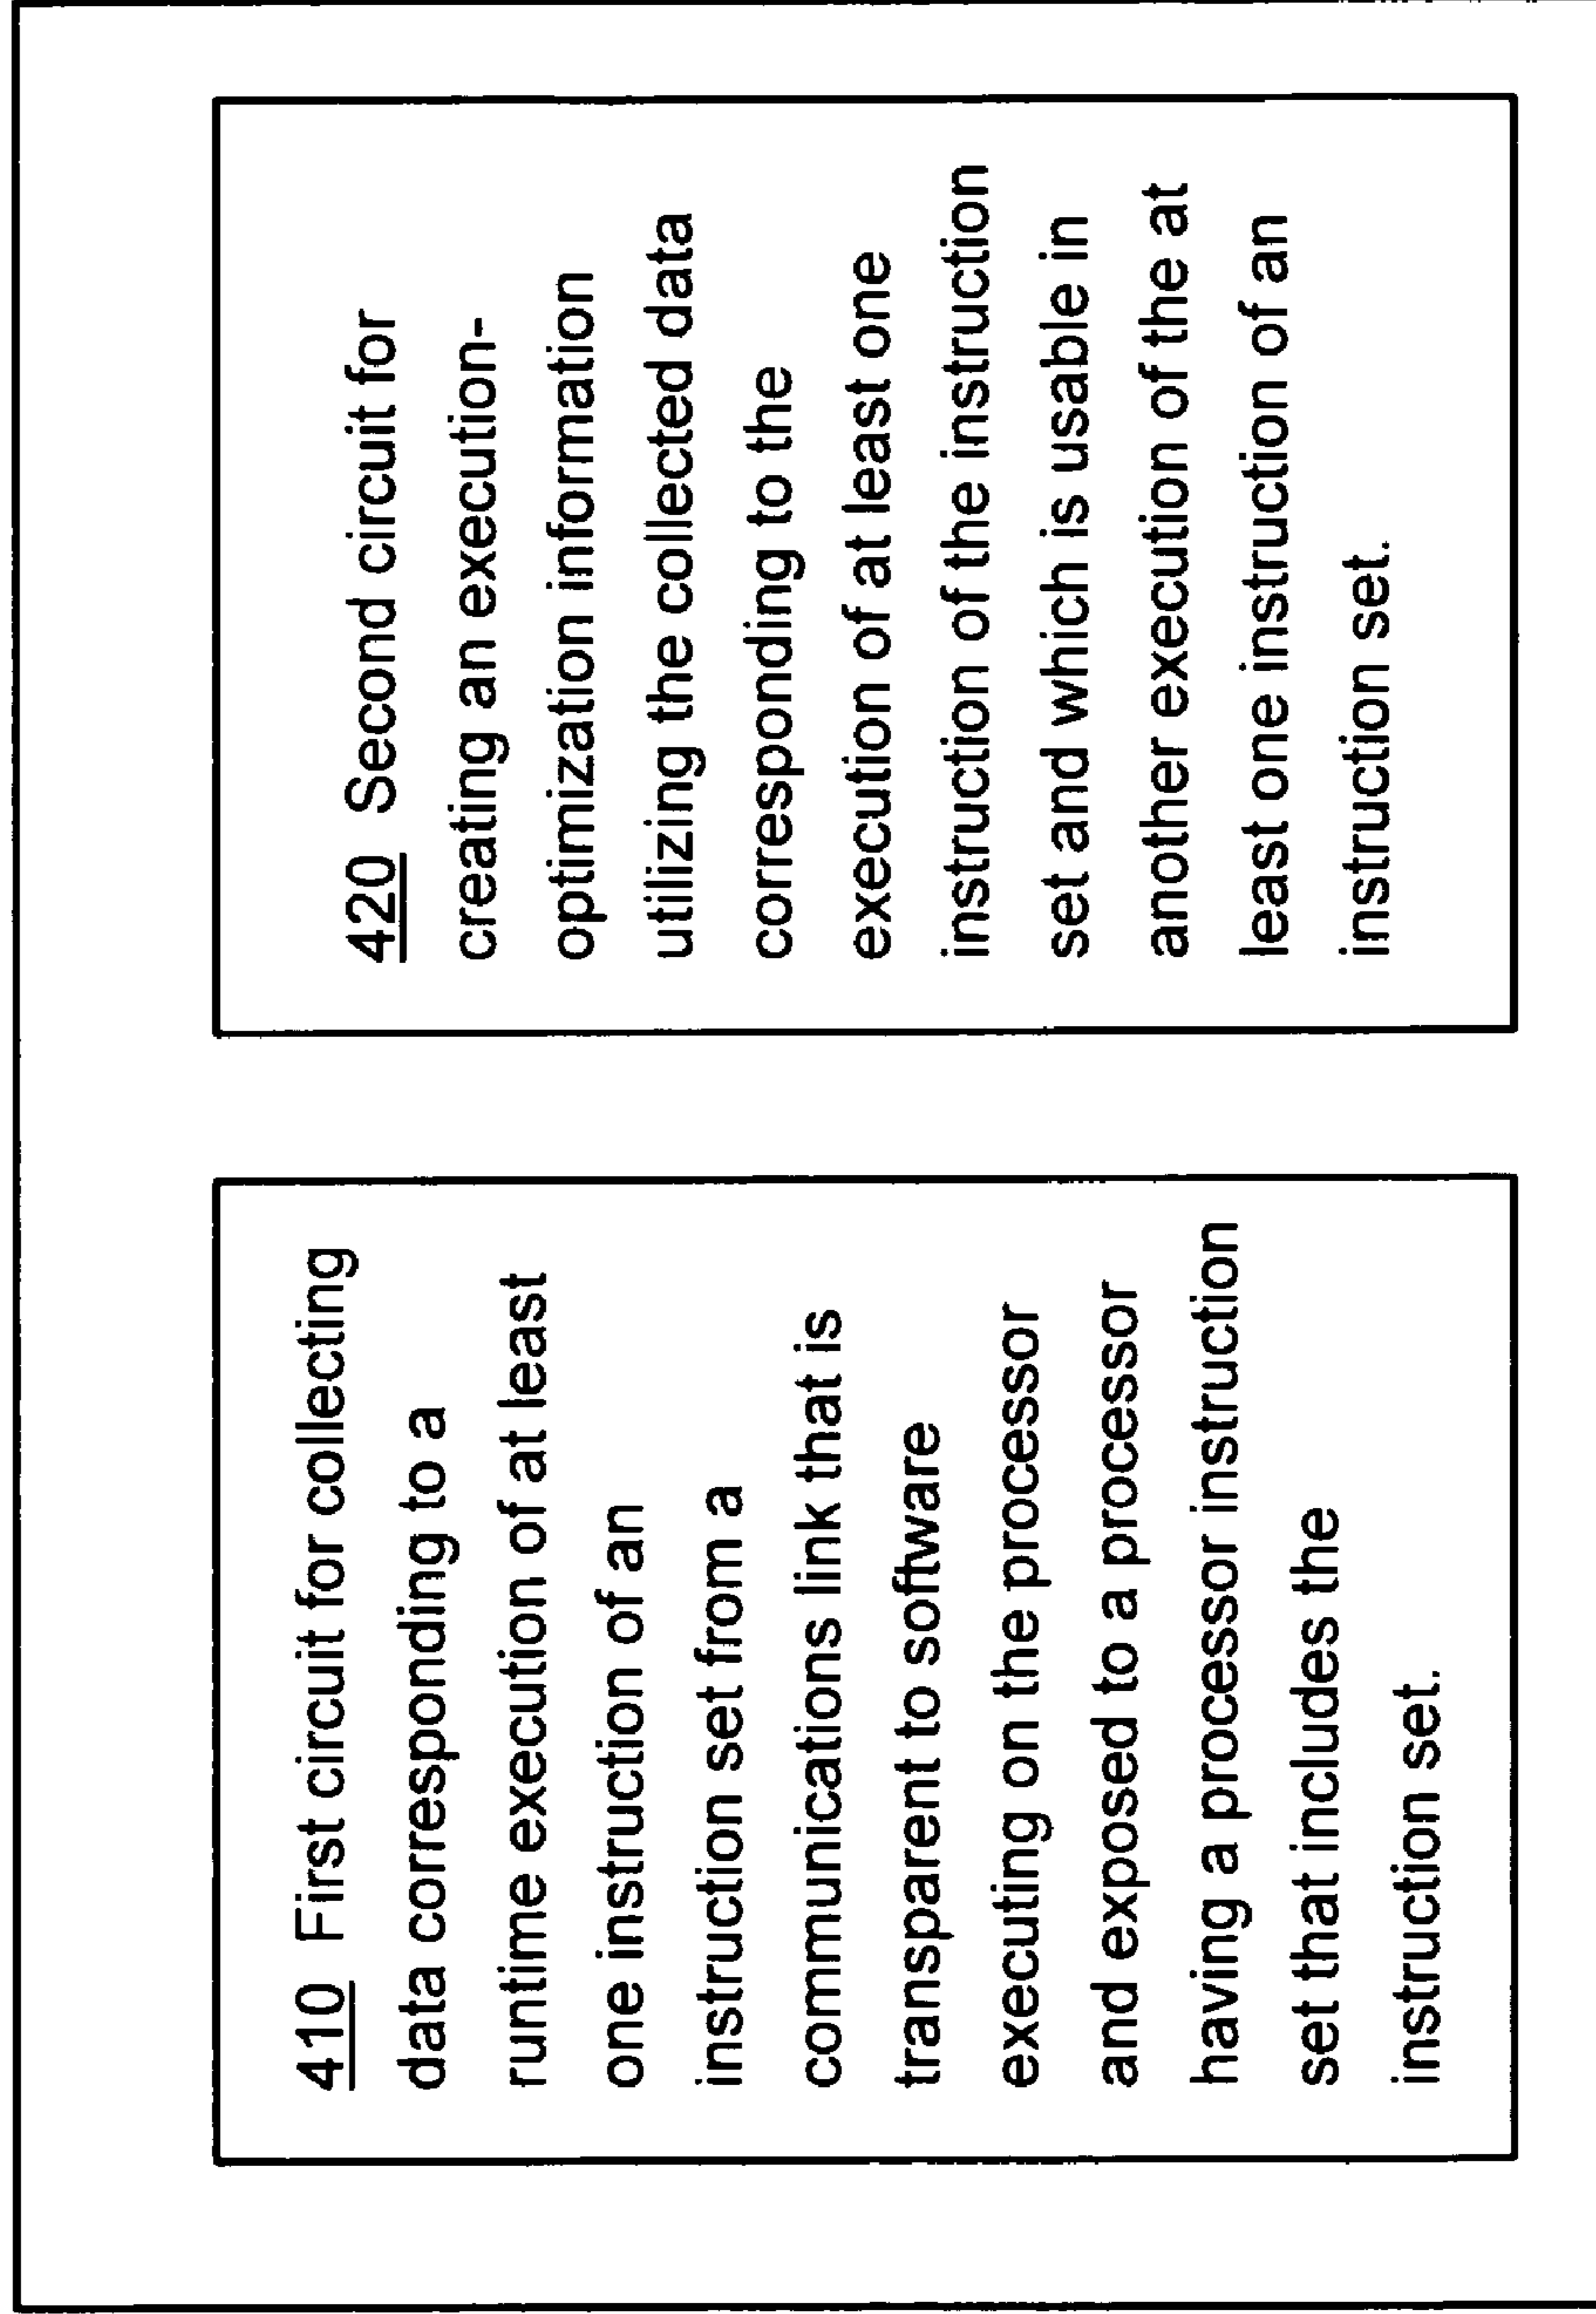 410 First circuit for collecting
data corresponding to a
runtime execution of at least
one instruction of an
instruction set from a
communications link that is
transparent to software
executing on the processor
and exposed to a processor
having a processor instruction
set that includes the
instruction set.
420 Second circuit for
creating an execution-
optimization information
utilizing the collected data
corresponding to the
execution of at least one
instruction of the instruction
set and which is usable in
another execution of the at
least one instruction of an
instruction set.